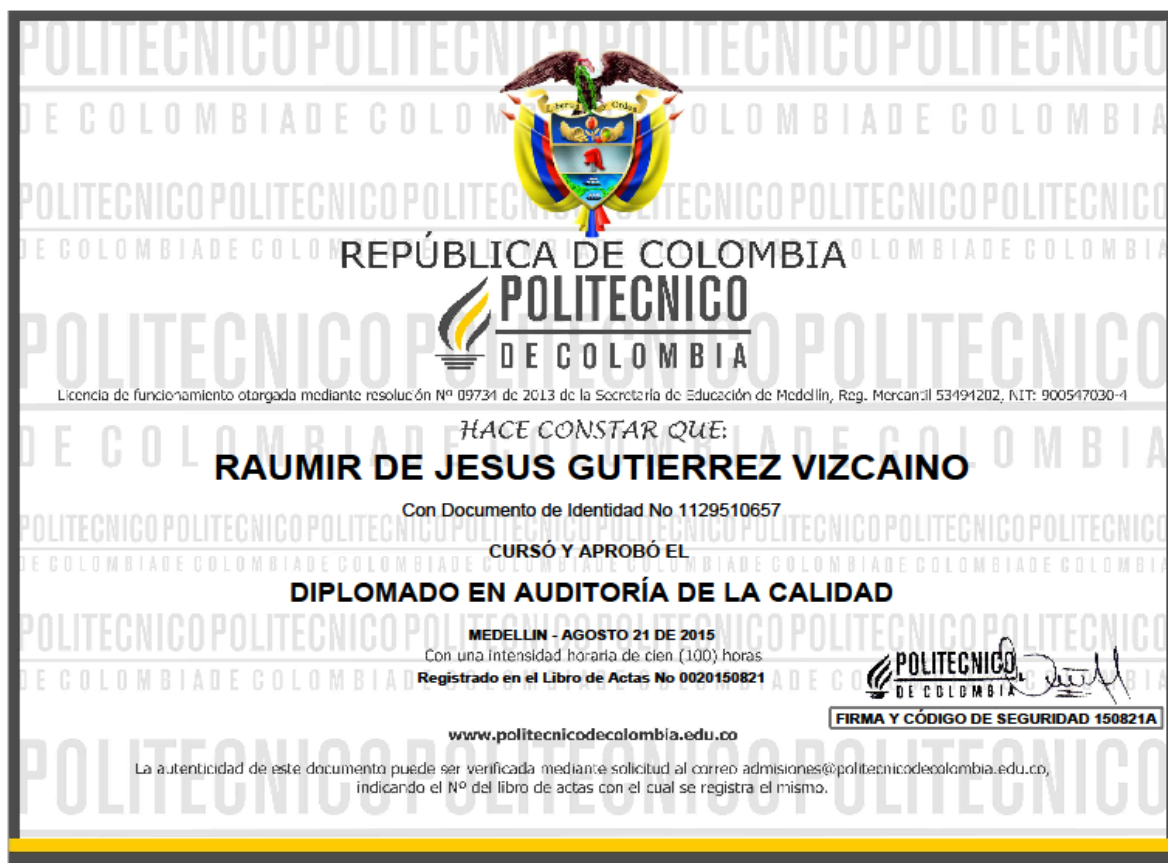 Libertad y Orden
REPÚBLICA DE COLOMBIA
POLITECNICO
DE COLOMBIA
Licencia de funcionamiento otorgada mediante resolución Nº 09734 de 2013 de la Secretaría de Educación de Medellín, Reg. Mercantil 53494202, NIT: 900547030-4
HACE CONSTAR QUE:
RAUMIR DE JESUS GUTIERREZ VIZCAINO
Con Documento de Identidad No 1129510657
CURSÓ Y APROBÓ EL
DIPLOMADO EN AUDITORÍA DE LA CALIDAD
MEDELLIN - AGOSTO 21 DE 2015
Con una intensidad horaria de cien (100) horas
Registrado en el Libro de Actas No 0020150821
POLITECNICO
DE COLOMBIA
FIRMA Y CÓDIGO DE SEGURIDAD 150821A
www.politecnicodecolombia.edu.co
La autenticidad de este documento puede ser verificada mediante solicitud al correo admisiones@politecnicodecolombia.edu.co,
indicando el Nº del libro de actas con el cual se registra el mismo.